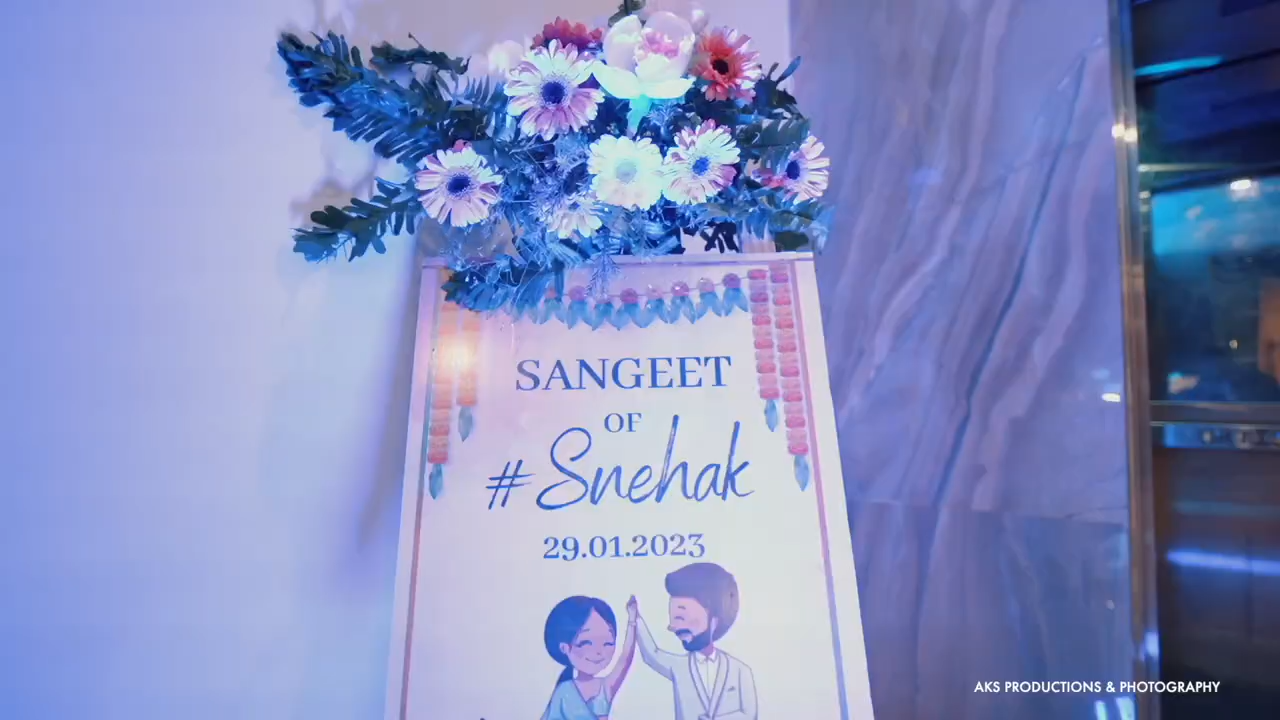 SANGEET
OF
#Snehak
29.01.2023
AKS PRODUCTIONS & PHOTOGRAPHY